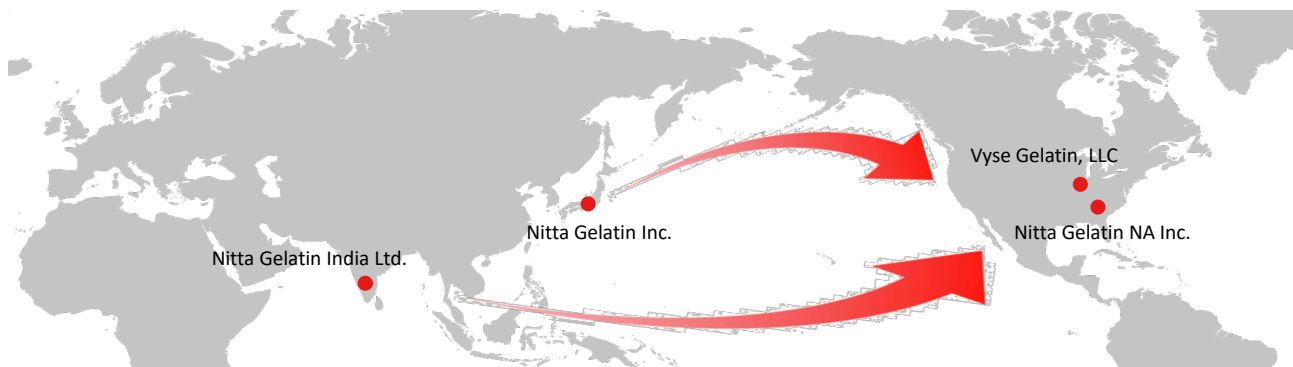 Vyse Gelatin, LLC
Nitta Gelatin Inc.
Nitta Gelatin NA Inc.
Nitta Gelatin India Ltd.